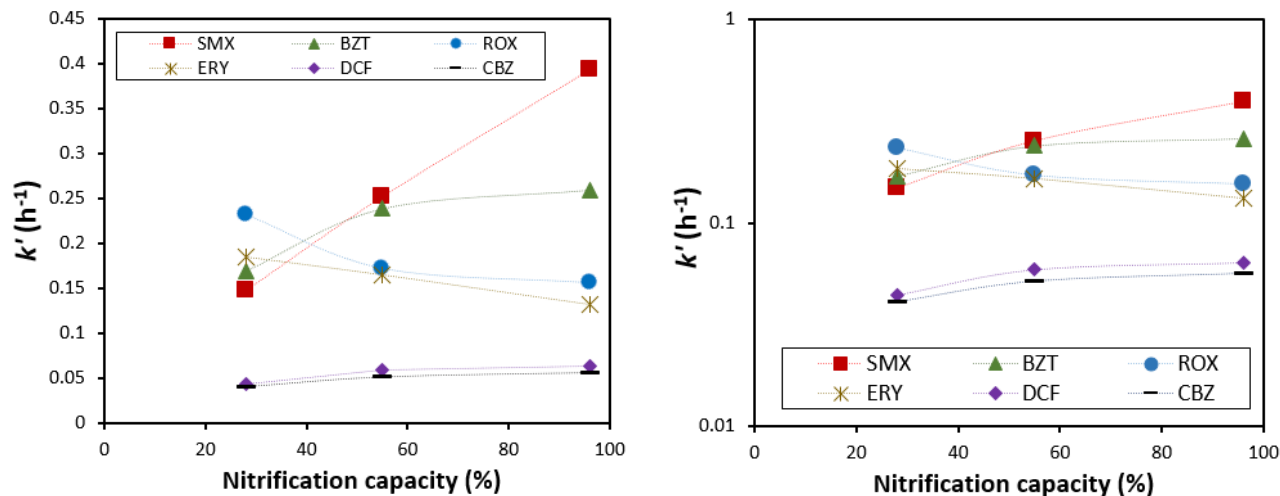 0.45
0.4
0.35
0.3
0.25
0.2
0.15
0.1
0.05
0
k′ (h-1)
SMX BZT ROX
ERY DCF CBZ
0 20 40 60 80 100
Nitrification capacity (%)
1
0.1
0.01
k′ (h-1)
SMX BZT ROX
ERY DCF CBZ
0 20 40 60 80 100
Nitrification capacity (%)